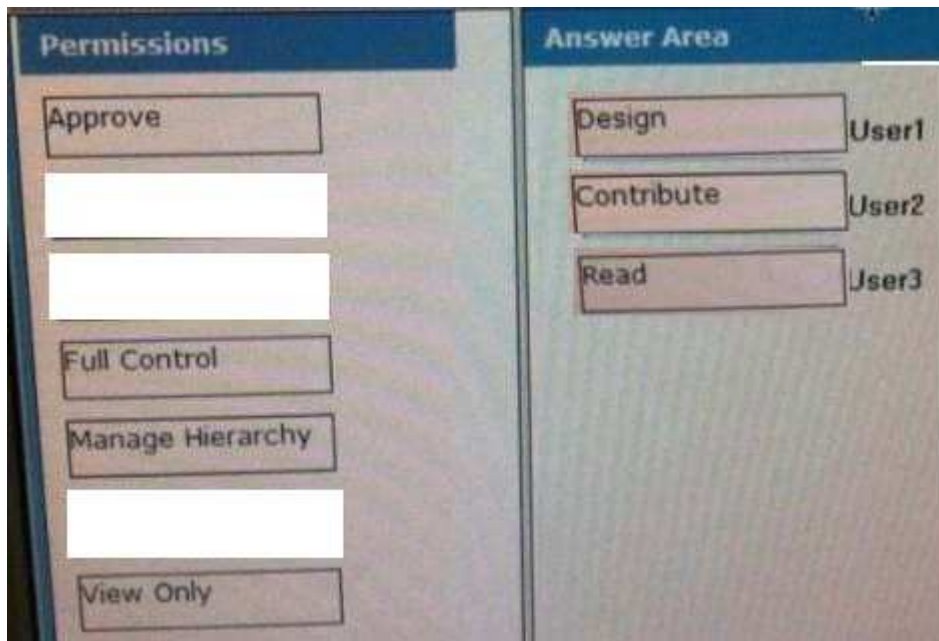 Permissions
Approve
Full Control
Manage Hierarchy
View Only
Answer Area
Design
User1
Contribute
User2
Read
User3